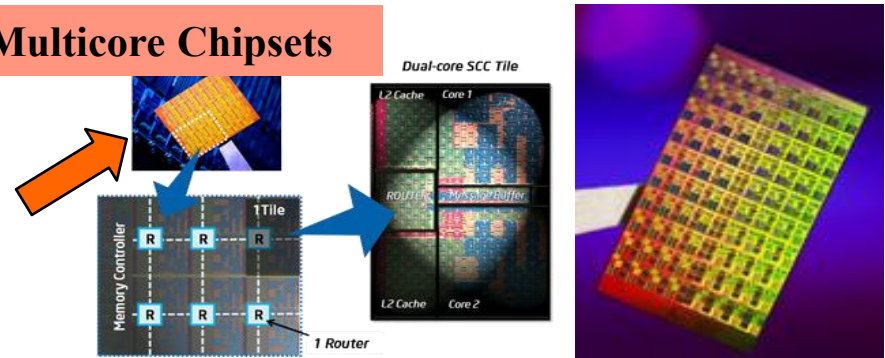 Multicore Chipsets
Dual-core SCC Tile
L2 Cache
Core 1
ROUTER
Message Buffer
L2 Cache
Core 2
1Tile
Memory Controller
R
R
R
R
R
R
1 Router